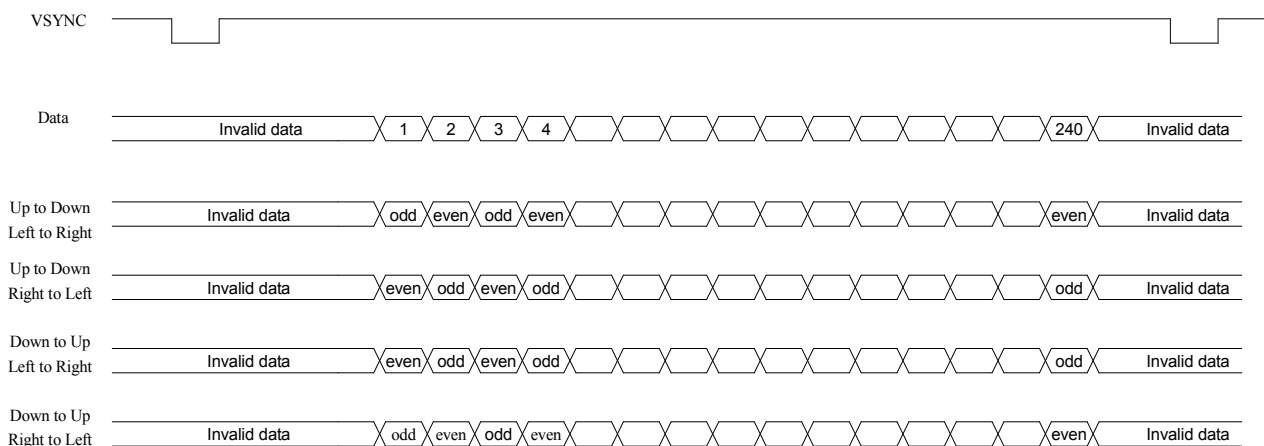 VSYNC
Data Invalid data 1 2 3 4 240 Invalid data
Up to Down
Left to Right Invalid data odd even odd even even Invalid data
Up to Down
Right to Left Invalid data even odd even odd odd Invalid data
Down to Up
Left to Right Invalid data even odd even odd odd Invalid data
Down to Up
Right to Left Invalid data odd even odd even even Invalid data